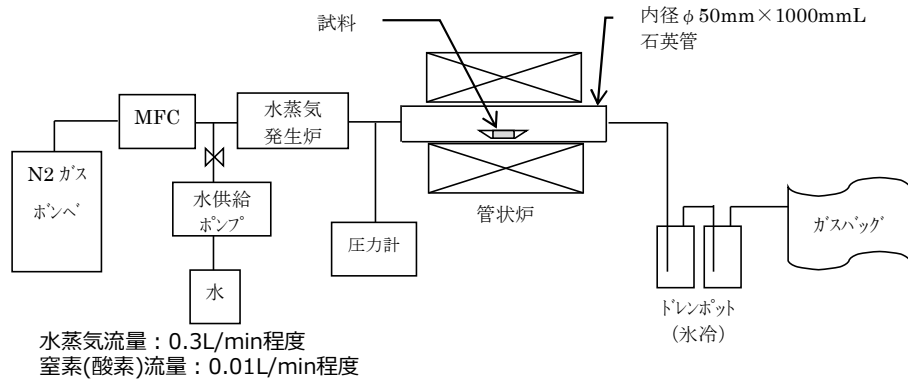 試料
内径φ50mm×1000mmL
石英管
MFC
水蒸気
発生炉
N2 ガス
ボンベ
水供給
ポンプ
水
圧力計
管状炉
ガスバッグ
ドレンポット
(氷冷)
水蒸気流量：0.3L/min程度
窒素(酸素)流量：0.01L/min程度